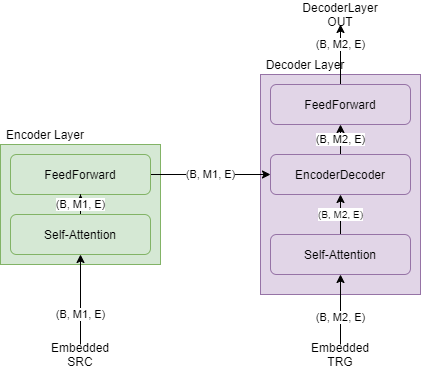 DecoderLayer
OUT
(B, M2, E)
Decoder Layer
FeedForward
(B, M2, E)
Encoder Layer
FeedForward
(B, M1, E)
EncoderDecoder
(B, M1, E)
(B, M2, E)
Self-Attention
Self-Attention
(B, M1, E)
(B, M2, E)
Embedded
SRC
Embedded
TRG